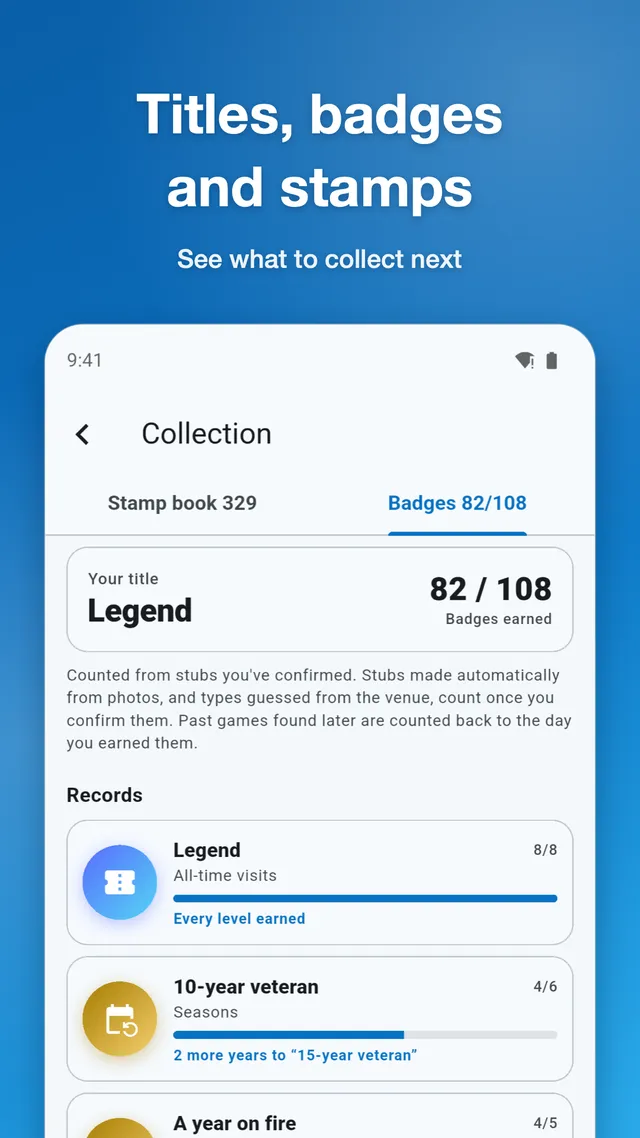 Titles, badges
and stamps
See what to collect next
9:41
Collection
Stamp book 329
Badges 82/108
Your title
Legend
82 / 108
Badges earned
Counted from stubs you've confirmed. Stubs made automatically
from photos, and types guessed from the venue, count once you
confirm them. Past games found later are counted back to the day
you earned them.
Records
Legend
8/8
All-time visits
Every level earned
10-year veteran
4/6
Seasons
2 more years to “15-year veteran”
A year on fire
4/5